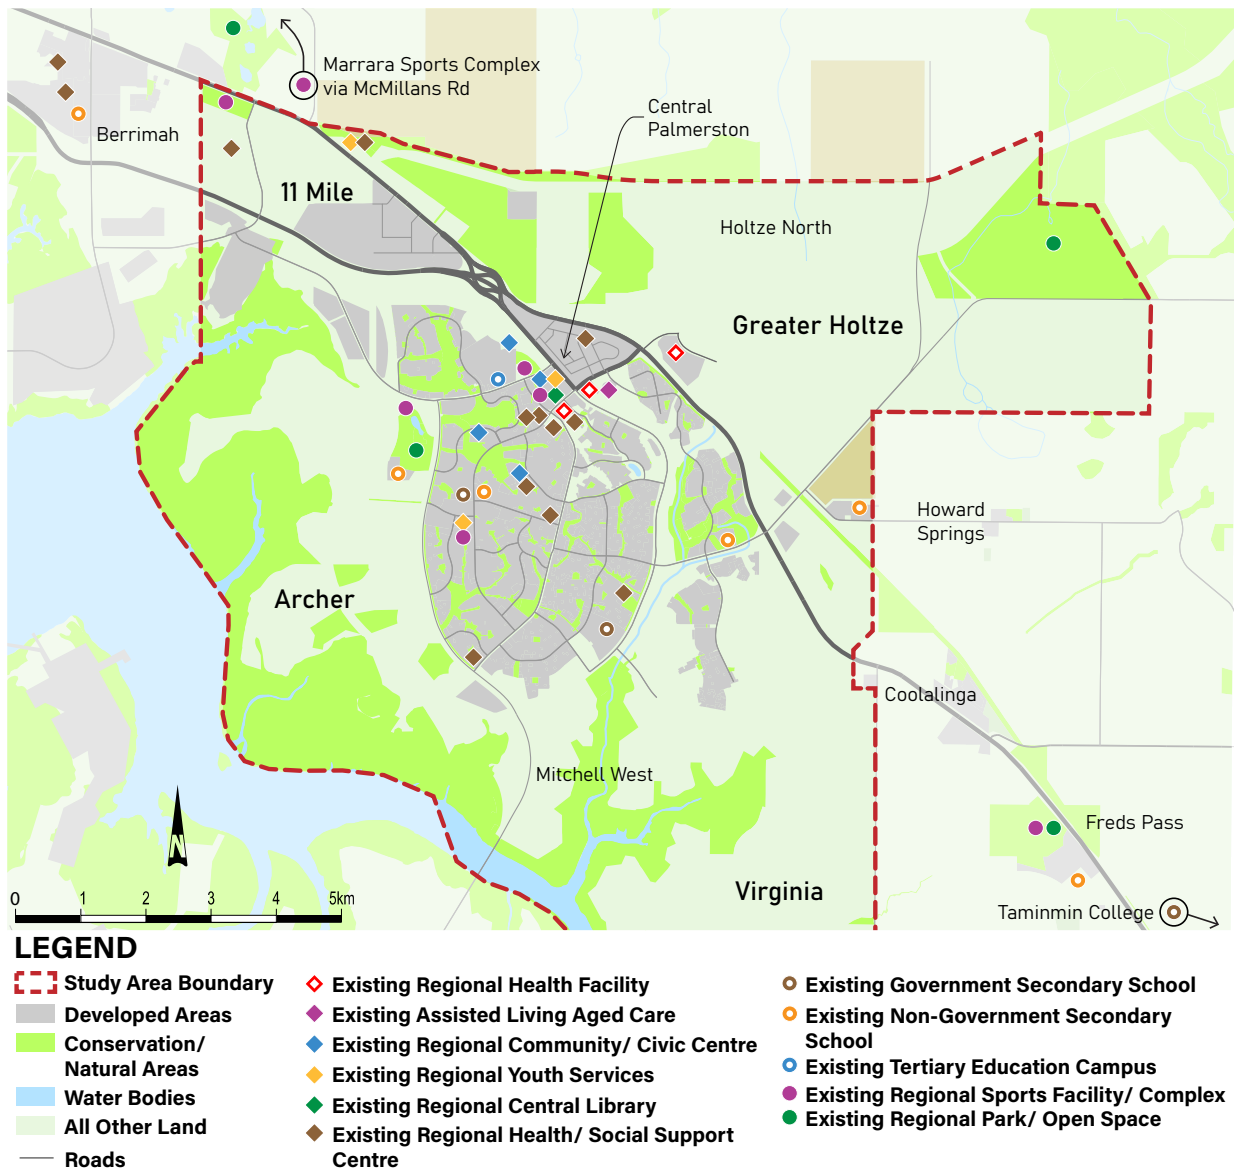 Marrara Sports Complex
via McMillans Rd
Central
Palmerston
Berrimah
11 Mile
Holtze North
Greater Holtze
Howard
Springs
Archer
Coolalinga
Mitchell West
Freds Pass
Virginia
Taminmin College
N
0 1 2 3 4 5km
LEGEND
Study Area Boundary
Developed Areas
Conservation/
Natural Areas
Water Bodies
All Other Land
Roads
Existing Regional Health Facility
Existing Assisted Living Aged Care
Existing Regional Community/ Civic Centre
Existing Regional Youth Services
Existing Regional Central Library
Existing Regional Health/ Social Support
Centre
Existing Government Secondary School
Existing Non-Government Secondary
School
Existing Tertiary Education Campus
Existing Regional Sports Facility/ Complex
Existing Regional Park/ Open Space